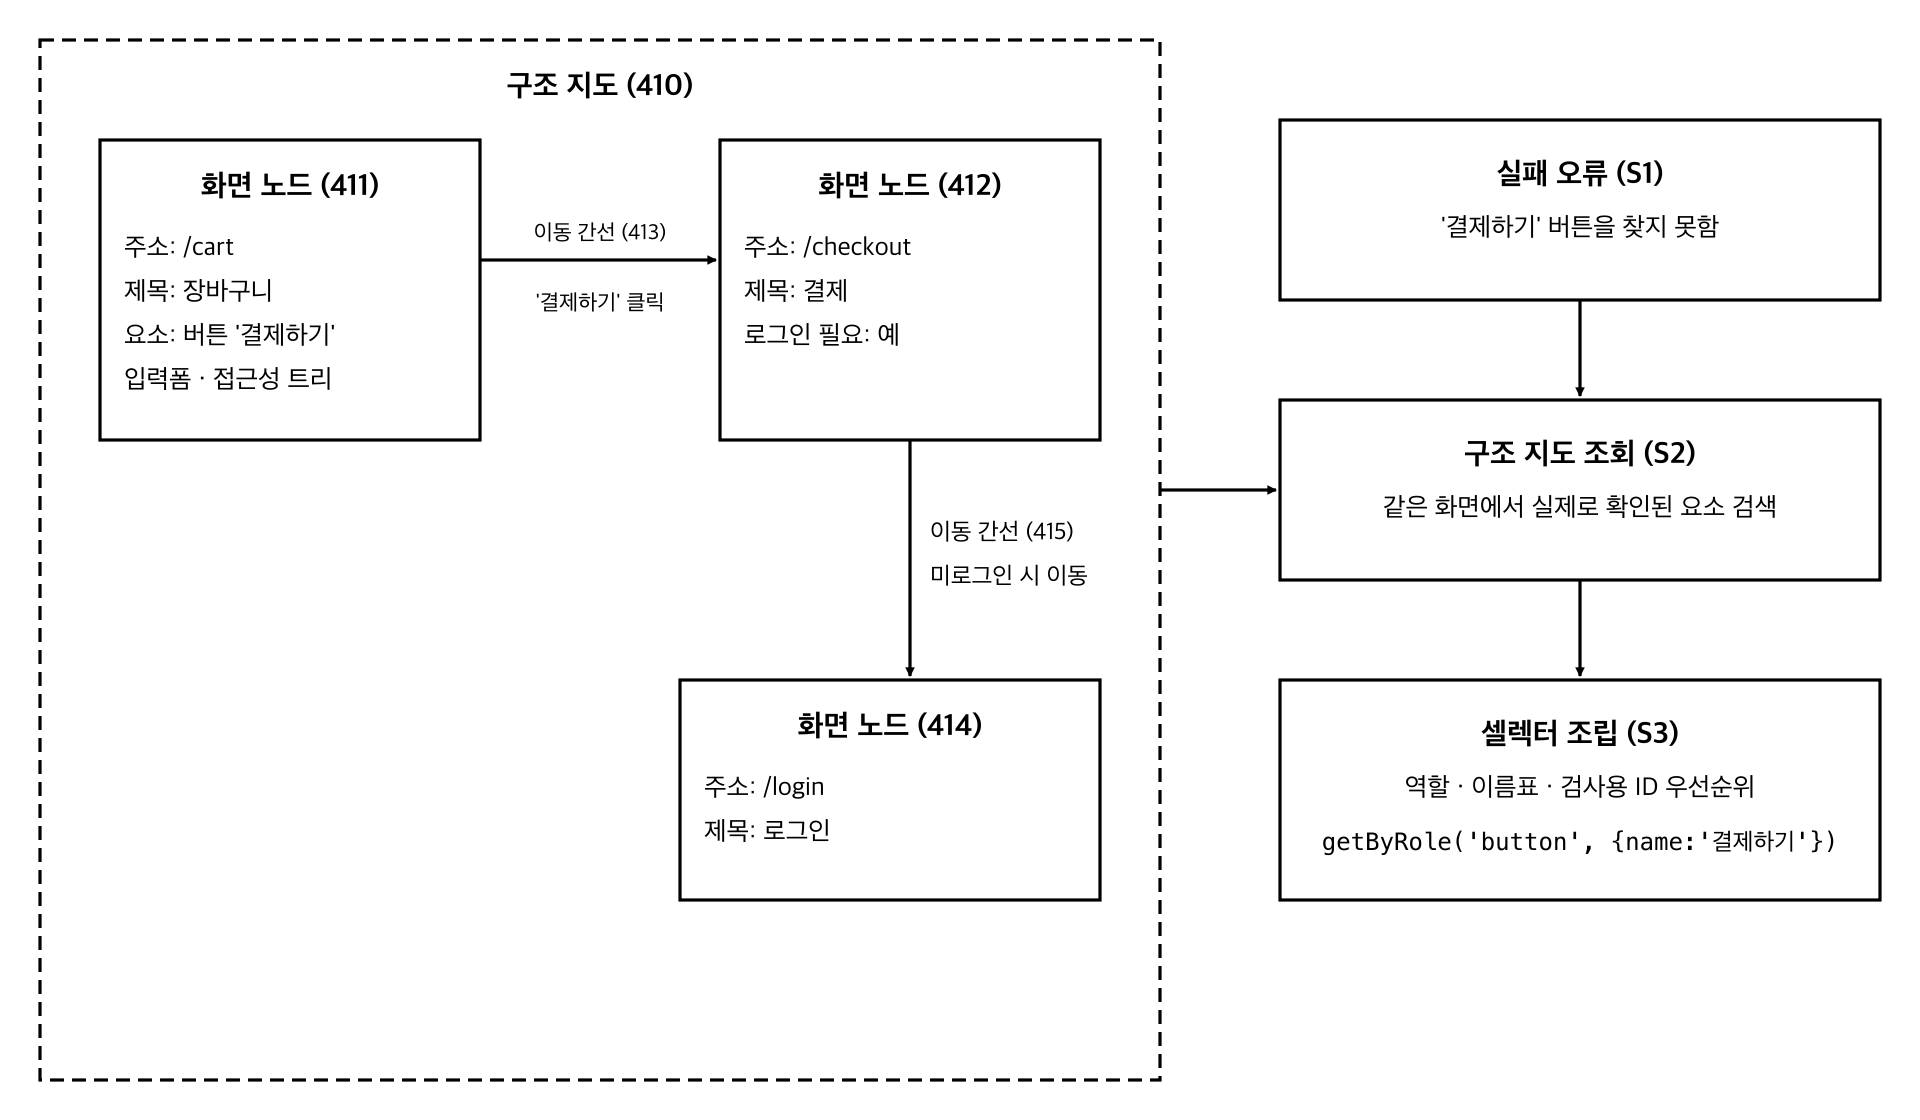 구조 지도 (410)
화면 노드 (411)
주소: /cart
제목: 장바구니
요소: 버튼 '결제하기'
입력폼 · 접근성 트리
이동 간선 (413)
'결제하기' 클릭
화면 노드 (412)
주소: /checkout
제목: 결제
로그인 필요: 예
이동 간선 (415)
미로그인 시 이동
화면 노드 (414)
주소: /login
제목: 로그인
실패 오류 (S1)
'결제하기' 버튼을 찾지 못함
구조 지도 조회 (S2)
같은 화면에서 실제로 확인된 요소 검색
셀렉터 조립 (S3)
역할 · 이름표 · 검사용 ID 우선순위
getByRole('button', {name:'결제하기'})